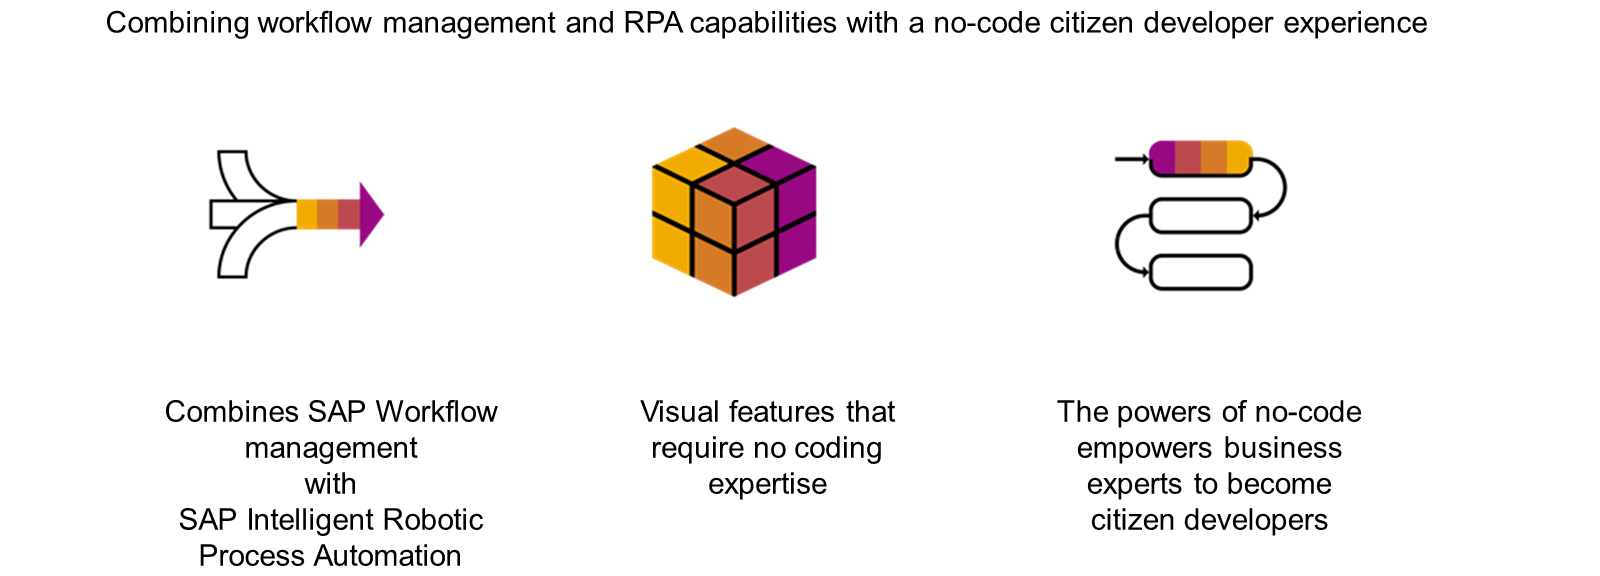 Combining workflow management and RPA capabilities with a no-code citizen developer experience
Combines SAP Workflow
management
with
SAP Intelligent Robotic
Process Automation
Visual features that
require no coding
expertise
The powers of no-code
empowers business
experts to become
citizen developers